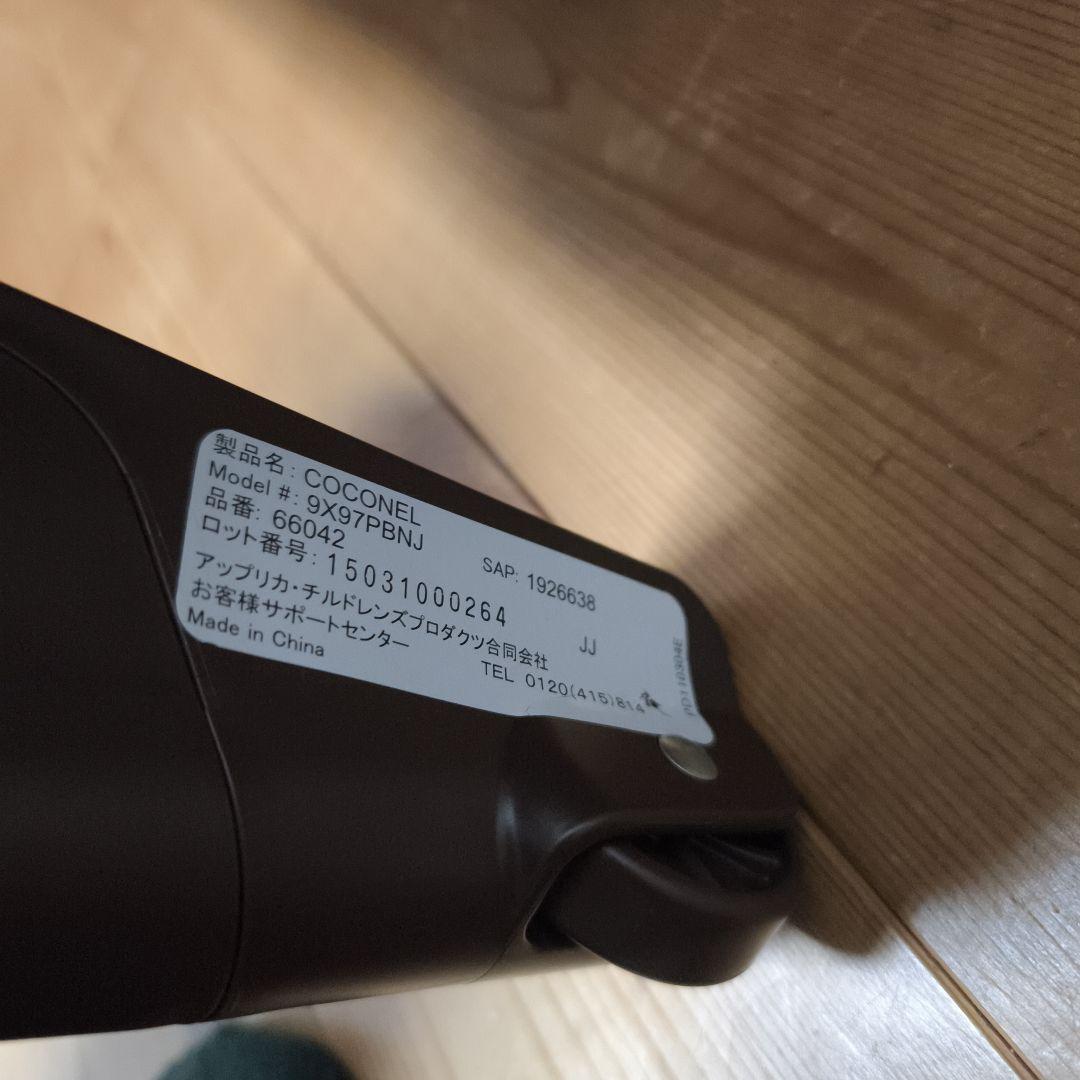 製品名: COCONEL
Model #: 9X97PBNJ
品番: 66042
SAP: 1926638
ロット番号: 15031000264
JJ
アップリカ・チルドレンズプロダクツ合同会社
お客様サポートセンター
TEL 0120(415)814
Made in China
PD110304E